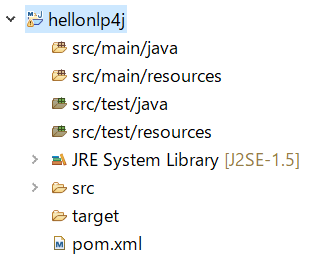 hellonlp4j
src/main/java
src/main/resources
src/test/java
src/test/resources
JRE System Library [J2SE-1.5]
src
target
pom.xml